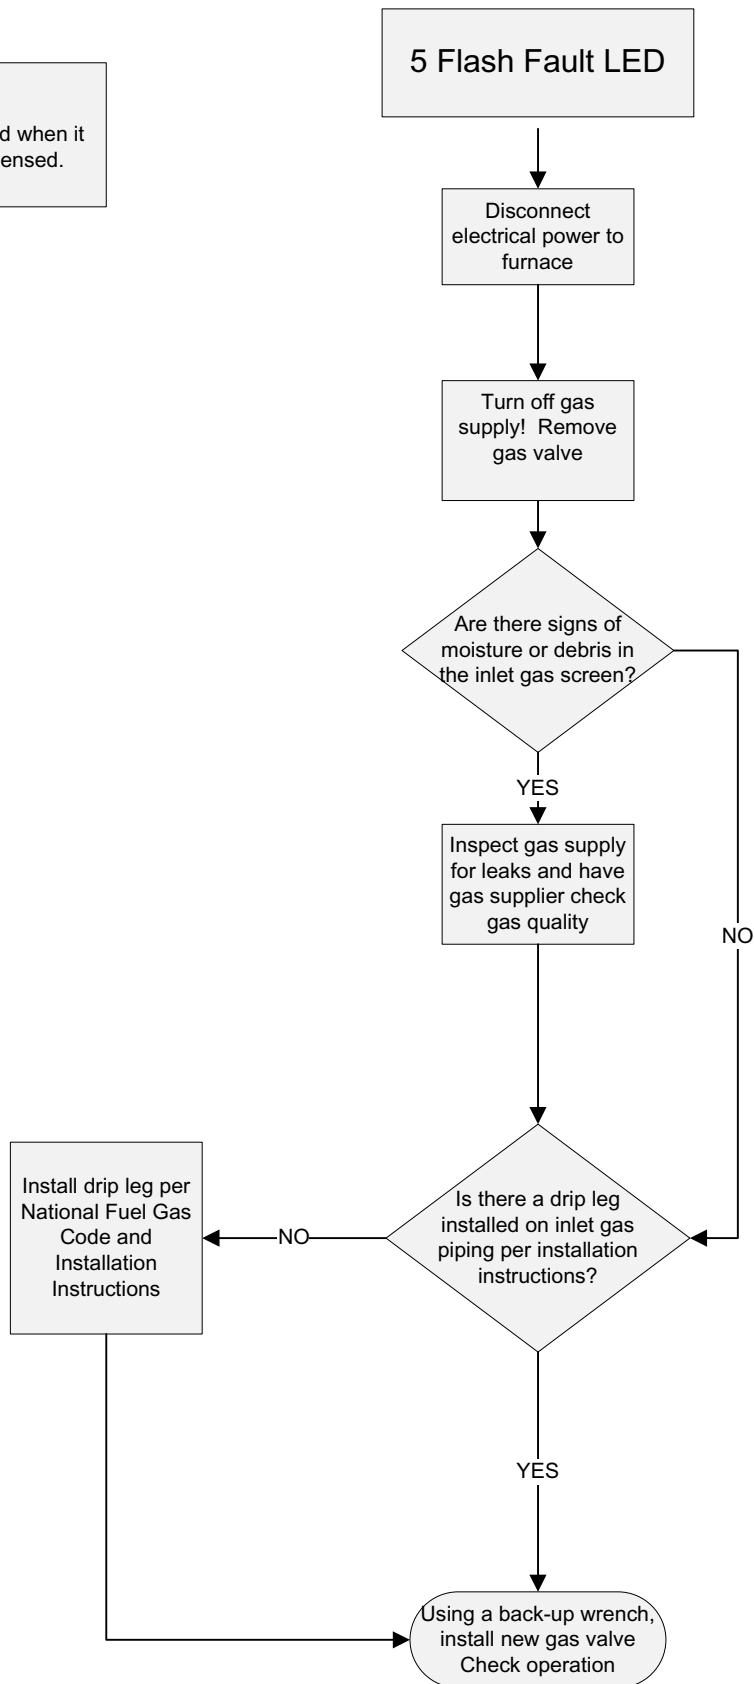 5 Flash Fault LED
d when it
ensed.
Disconnect
electrical power to
furnace
Turn off gas
supply! Remove
gas valve
Are there signs of
moisture or debris in
the inlet gas screen?
YES
Inspect gas supply
for leaks and have
gas supplier check
gas quality
NO
Install drip leg per
National Fuel Gas
Code and
Installation
Instructions
NO
Is there a drip leg
installed on inlet gas
piping per installation
instructions?
YES
Using a back-up wrench,
install new gas valve
Check operation